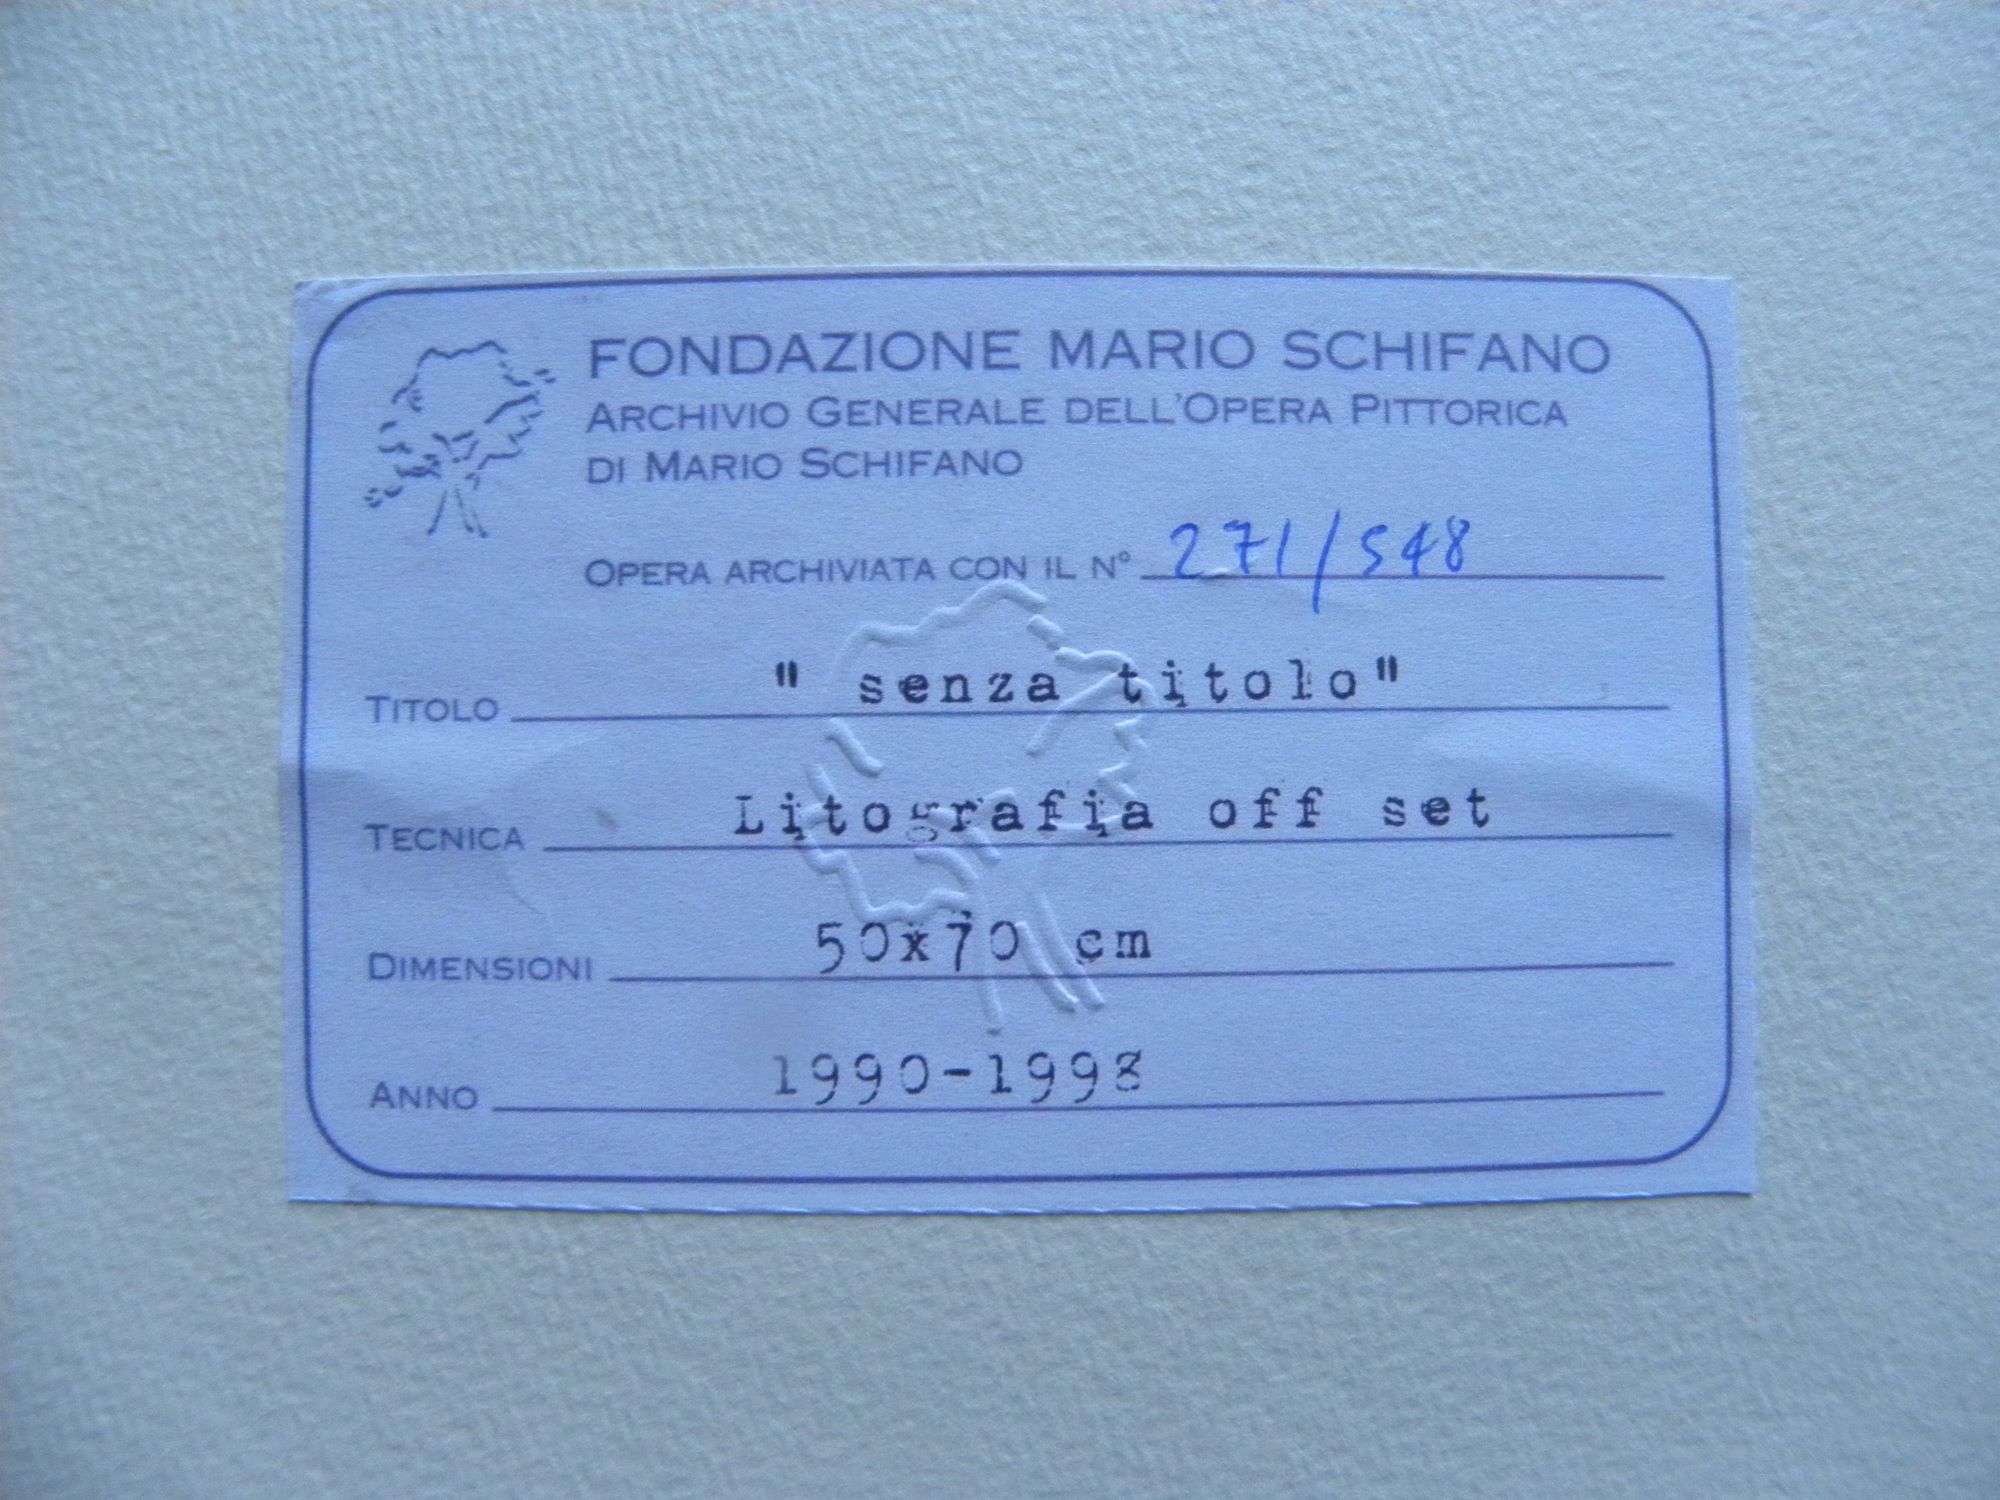 FONDAZIONE MARIO SCHIFANO
ARCHIVIO GENERALE DELL'OPERA PITTORICA
DI MARIO SCHIFANO
OPERA ARCHIVIATA CON IL N° 271/548
TITOLO " senza titolo"
TECNICA Litografia off set
DIMENSIONI 50x70 cm
ANNO 1990-1998